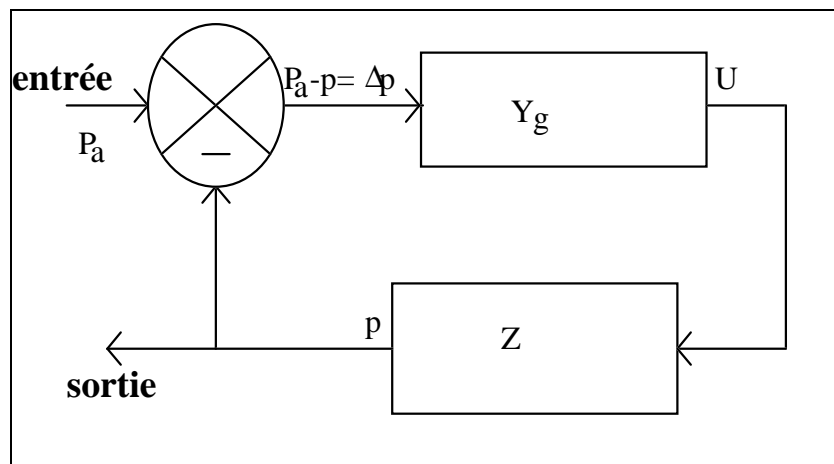 entrée
Pa
Pa-p= Δp
Yg
U
—
p
Z
sortie